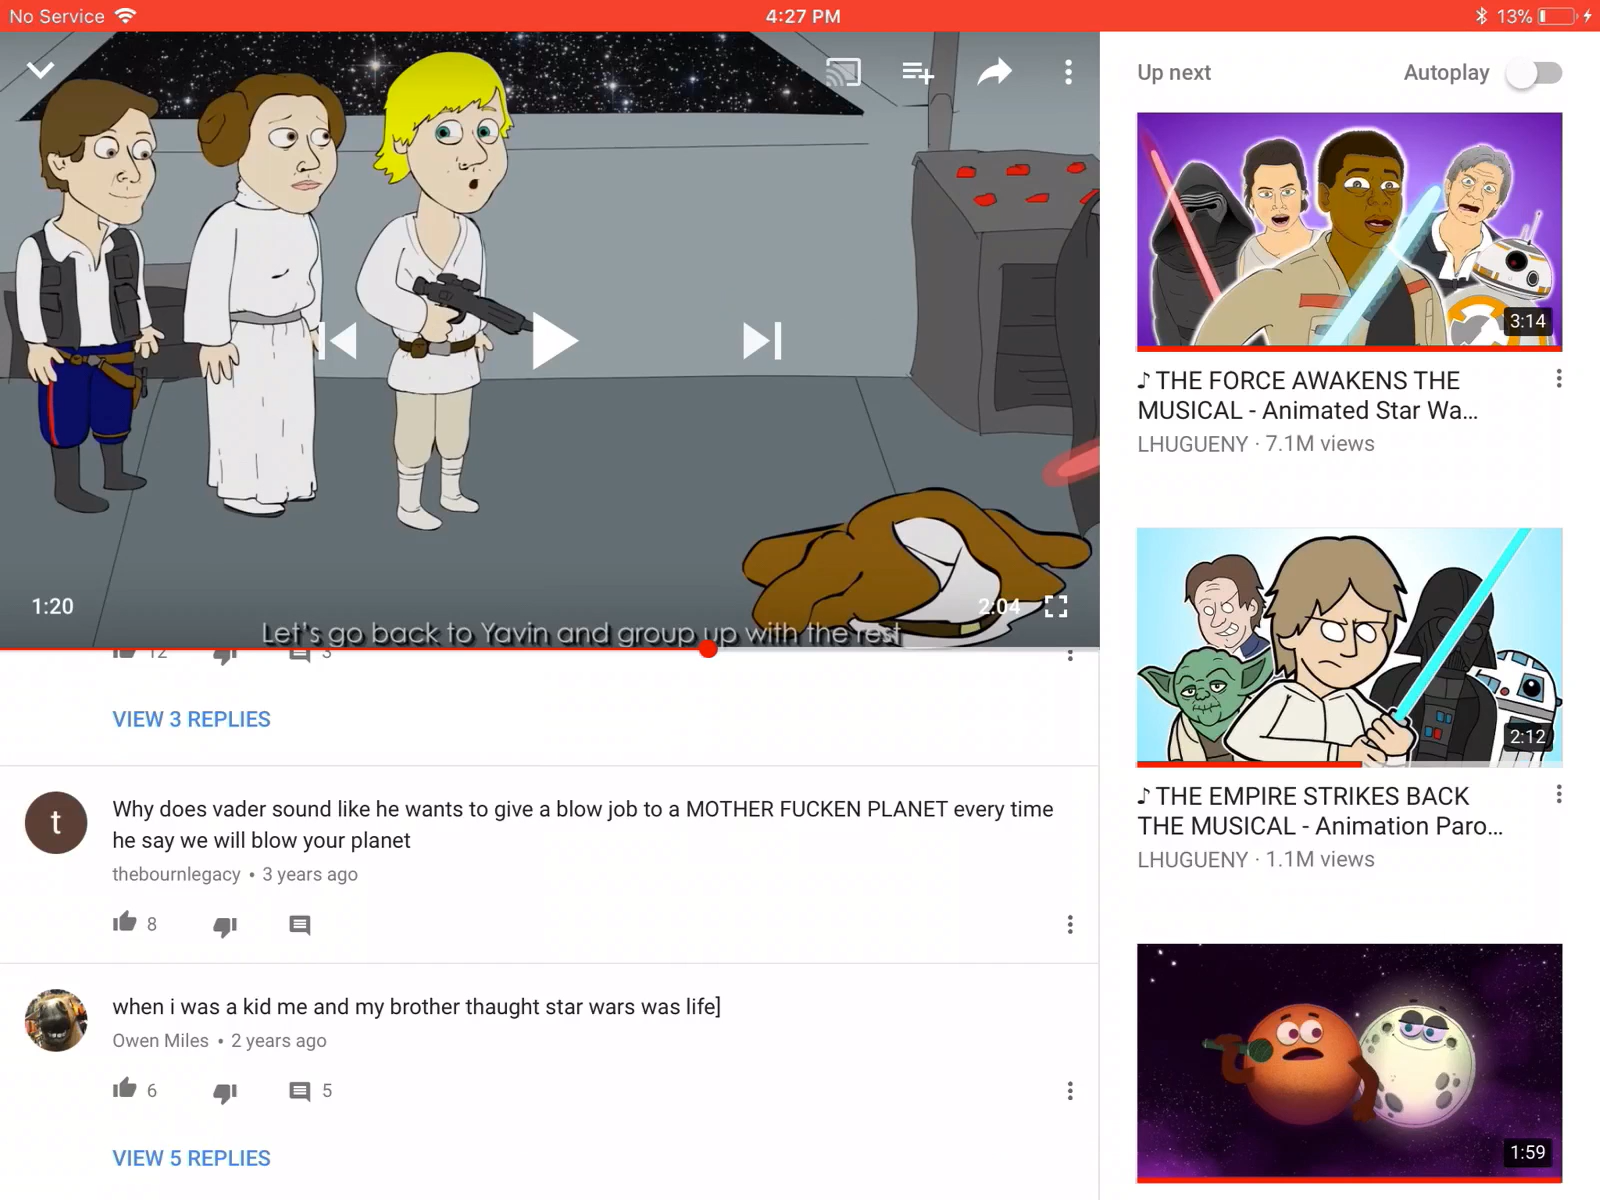 No Service
4:27 PM
13%
1:20
2:04
Let's go back to Yavin and group up with the rest
12
3
VIEW 3 REPLIES
t
Why does vader sound like he wants to give a blow job to a MOTHER FUCKEN PLANET every time
he say we will blow your planet
thebournlegacy • 3 years ago
8
when i was a kid me and my brother thaught star wars was life]
Owen Miles • 2 years ago
6
5
VIEW 5 REPLIES
Up next
Autoplay
3:14
♪ THE FORCE AWAKENS THE
MUSICAL - Animated Star Wa...
LHUGUENY · 7.1M views
2:12
♪ THE EMPIRE STRIKES BACK
THE MUSICAL - Animation Paro...
LHUGUENY · 1.1M views
1:59